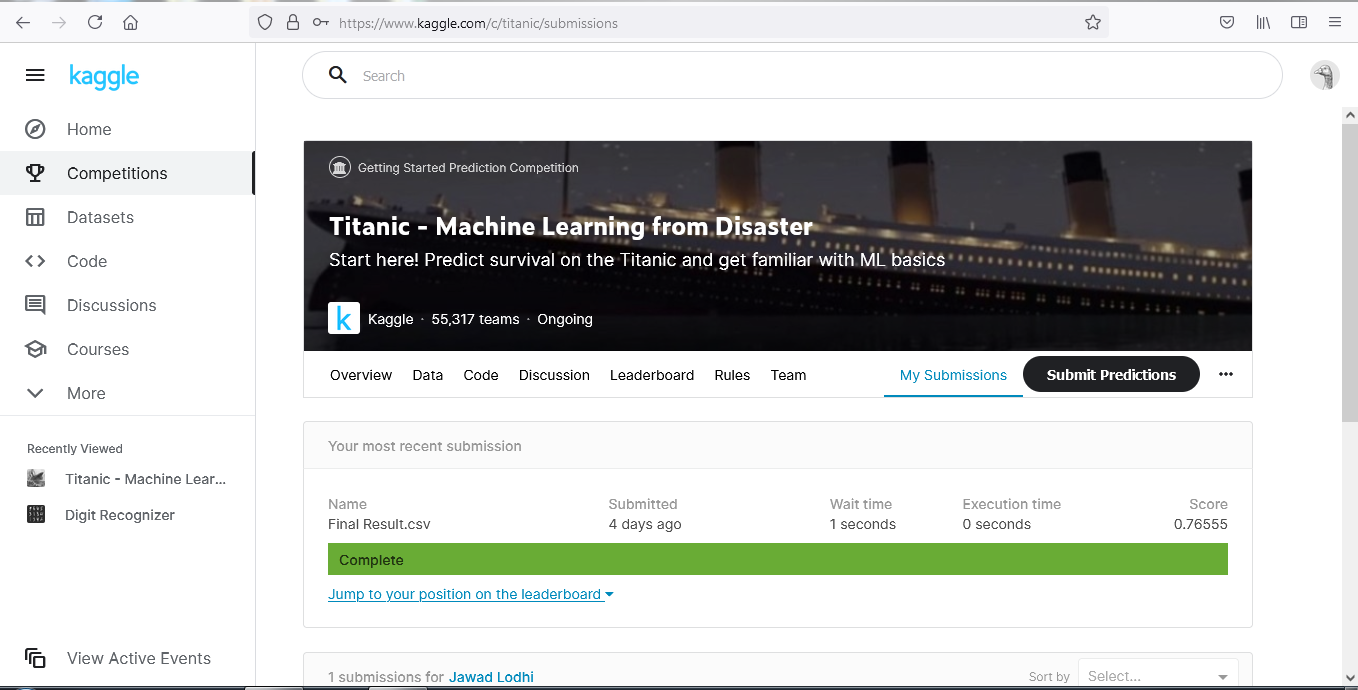 https://www.kaggle.com/c/titanic/submissions
kaggle
Search
Home
Competitions
Datasets
Code
Discussions
Courses
More
Recently Viewed
Titanic - Machine Lear...
Digit Recognizer
View Active Events
Getting Started Prediction Competition
Titanic - Machine Learning from Disaster
Start here! Predict survival on the Titanic and get familiar with ML basics
k Kaggle · 55,317 teams · Ongoing
Overview Data Code Discussion Leaderboard Rules Team My Submissions Submit Predictions
Your most recent submission
Name Submitted Wait time Execution time Score
Final Result.csv 4 days ago 1 seconds 0 seconds 0.76555
Complete
Jump to your position on the leaderboard
1 submissions for Jawad Lodhi Sort by Select...